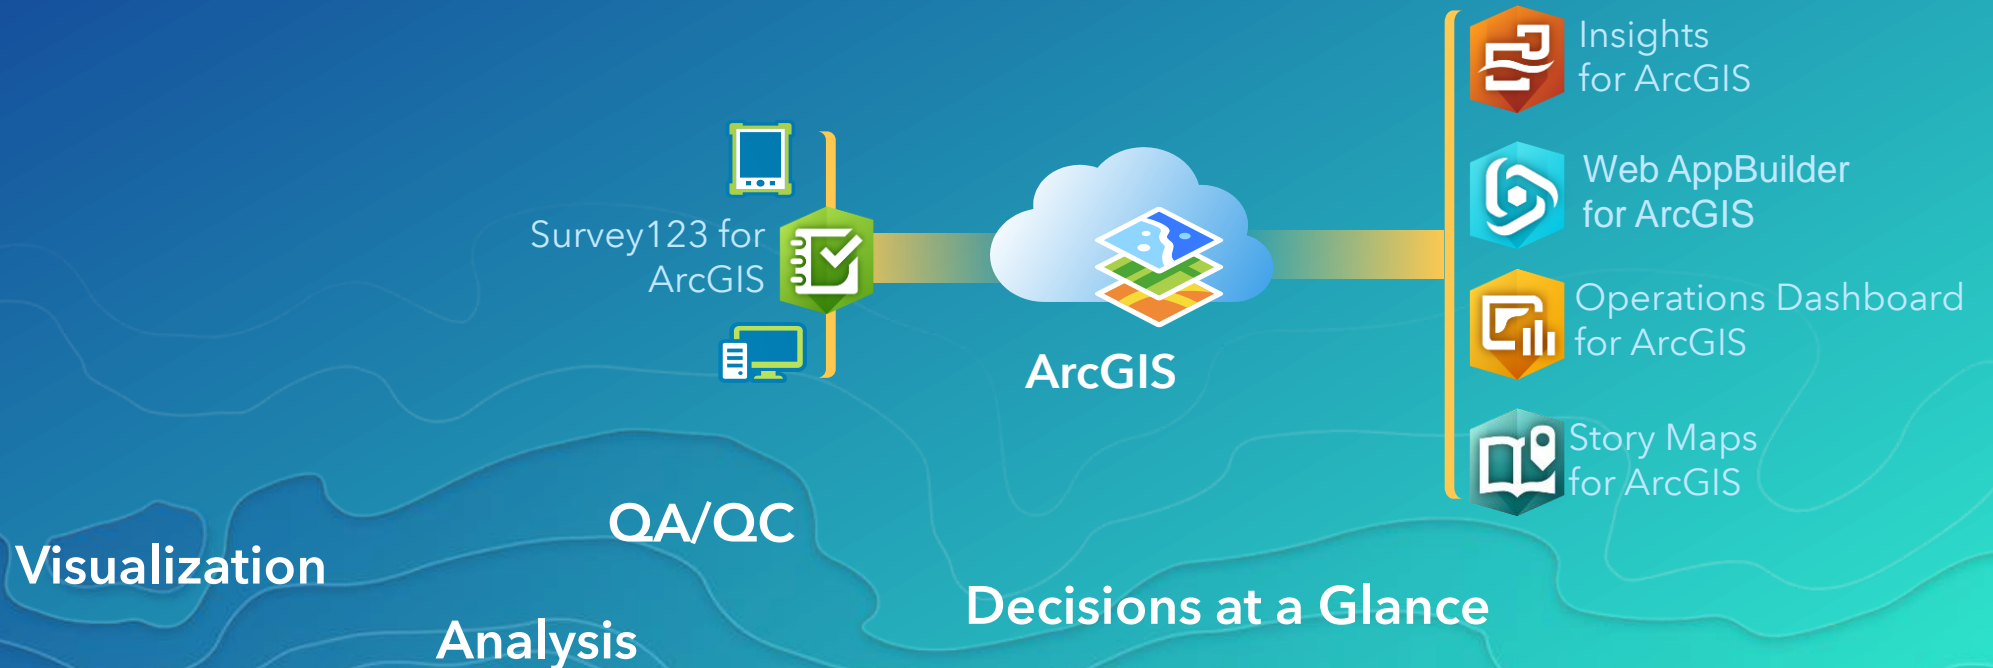 Insights
for ArcGIS
Web AppBuilder
for ArcGIS
Survey123 for
ArcGIS
Operations Dashboard
for ArcGIS
ArcGIS
Story Maps
for ArcGIS
QA/QC
Visualization
Decisions at a Glance
Analysis